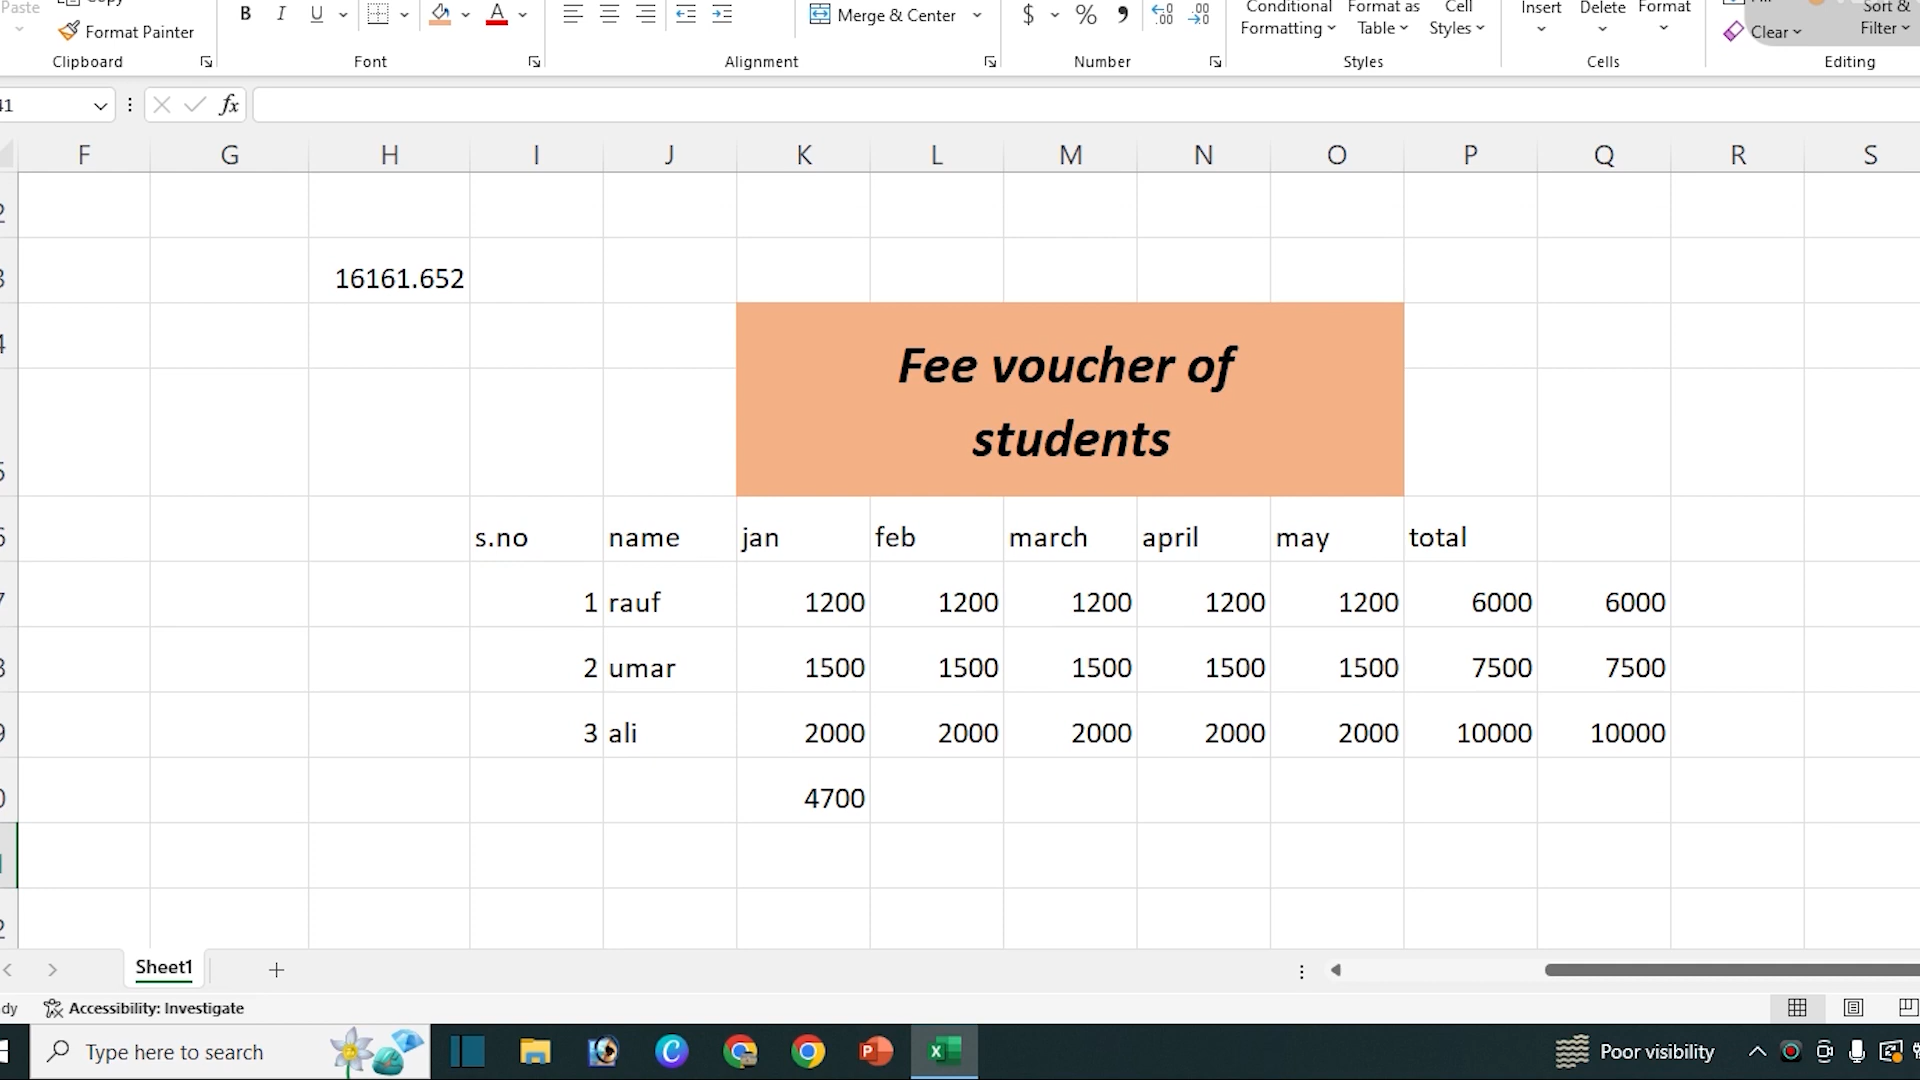 Paste
Format Painter
Clipboard
B I U
A
Font
Merge & Center
Alignment
$ % 9 .00
Number
Conditional Formatting
Format as Table
Cell Styles
Styles
Insert
Delete
Format
Cells
Clear
Sort & Filter
Editing
fx
F G H I J K L M N O P Q R S
16161.652
Fee voucher of
students
s.no name jan feb march april may total
1 rauf 1200 1200 1200 1200 1200 6000 6000
2 umar 1500 1500 1500 1500 1500 7500 7500
3 ali 2000 2000 2000 2000 2000 10000 10000
4700
Sheet1
Accessibility: Investigate
Type here to search
Poor visibility